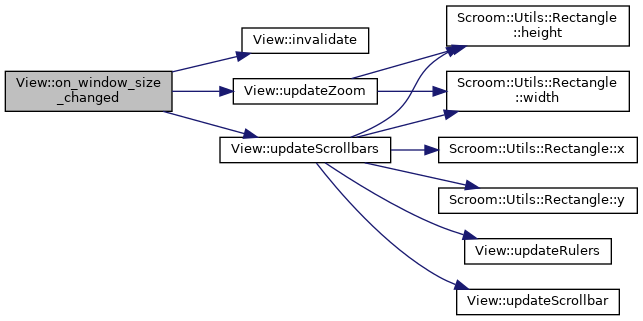 View::on_window_size
_changed
View::invalidate
View::updateZoom
View::updateScrollbars
Scroom::Utils::Rectangle
::height
Scroom::Utils::Rectangle
::width
Scroom::Utils::Rectangle::x
Scroom::Utils::Rectangle::y
View::updateRulers
View::updateScrollbar